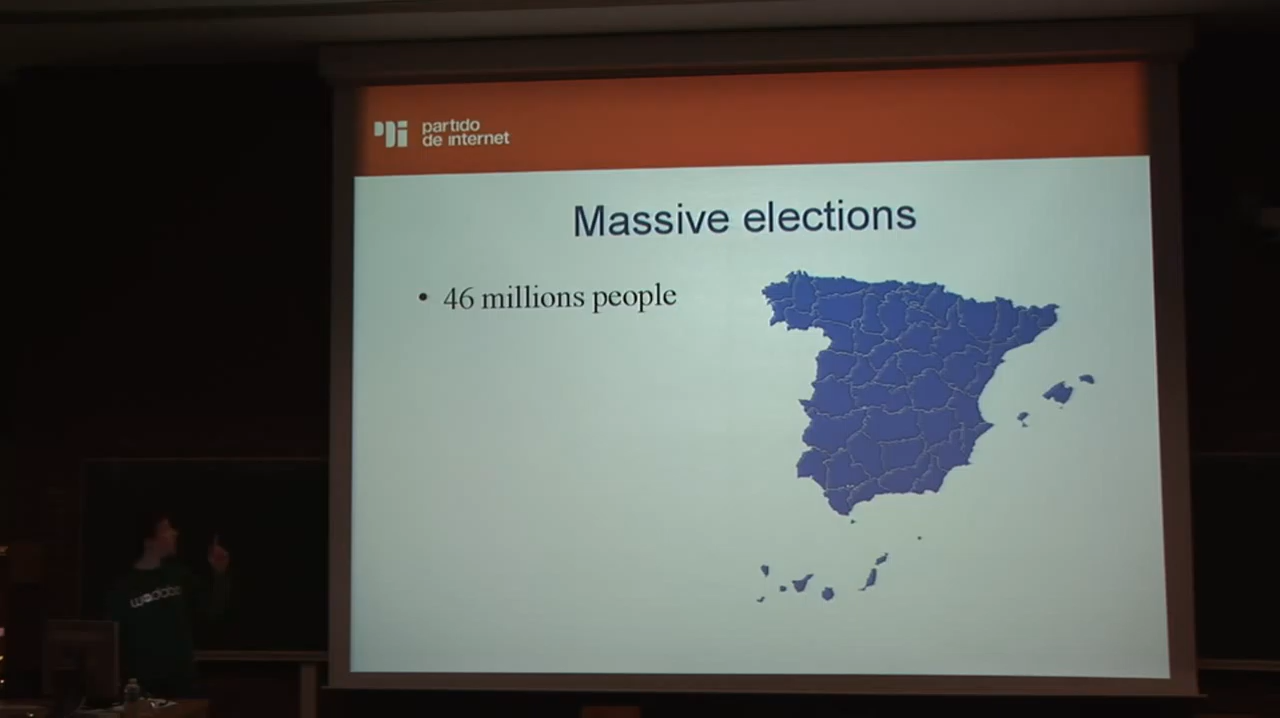 partido
de internet
Massive elections
• 46 millions people